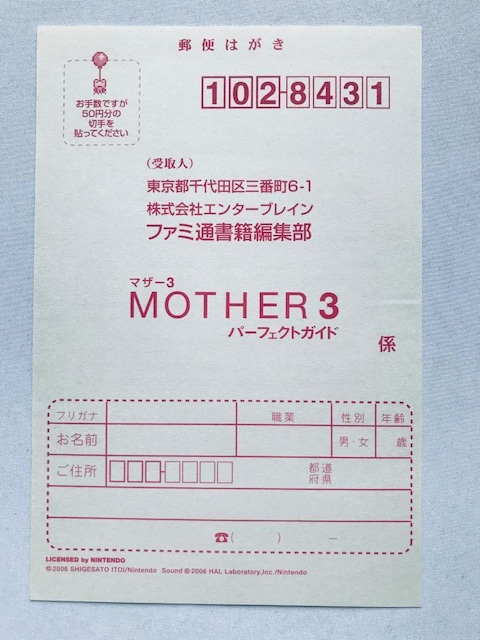 郵便はがき
お手数ですが
50円分の
切手を
貼ってください
102-8431
（受取人）
東京都千代田区三番町6-1
株式会社エンターブレイン
ファミ通書籍編集部
マザー3
MOTHER 3
パーフェクトガイド
係
フリガナ 職業 性別 年齢
お名前 男・女 歳
ご住所 都道
府県
☎( ) −
LICENSED by NINTENDO
©2006 SHIGESATO ITOI/Nintendo Sound ©2006 HAL Laboratory,Inc /Nintendo